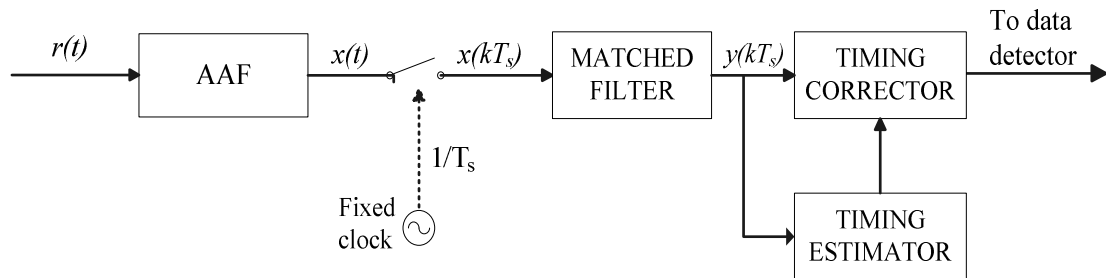 r(t)
AAF
x(t)
x(kTs)
MATCHED
FILTER
y(kTs)
TIMING
CORRECTOR
To data
detector
1/Ts
Fixed
clock
TIMING
ESTIMATOR